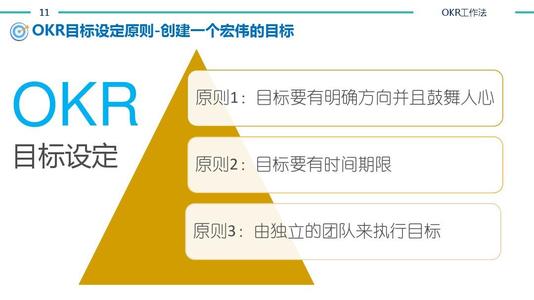 11
OKR工作法
OKR目标设定原则-创建一个宏伟的目标
OKR
目标设定
原则1：目标要有明确方向并且鼓舞人心
原则2：目标要有时间期限
原则3：由独立的团队来执行目标